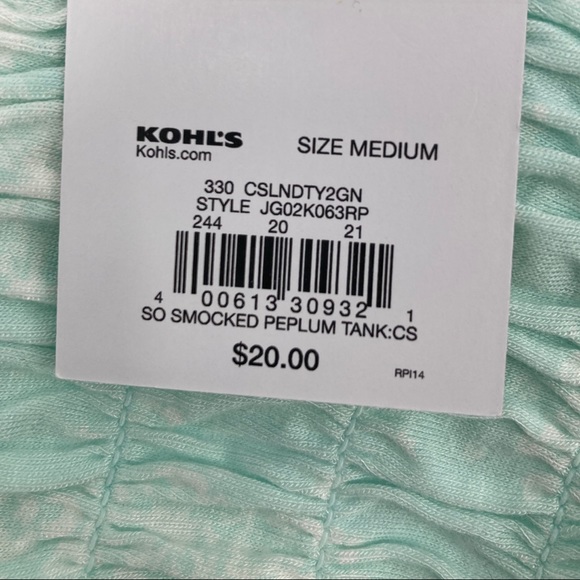 KOHL'S SIZE MEDIUM
Kohls.com
330 CSLNDTY2GN
STYLE JG02K063RP
244 20 21
4 00613 30932 1
SO SMOCKED PEPLUM TANK:CS
$20.00
RPI14